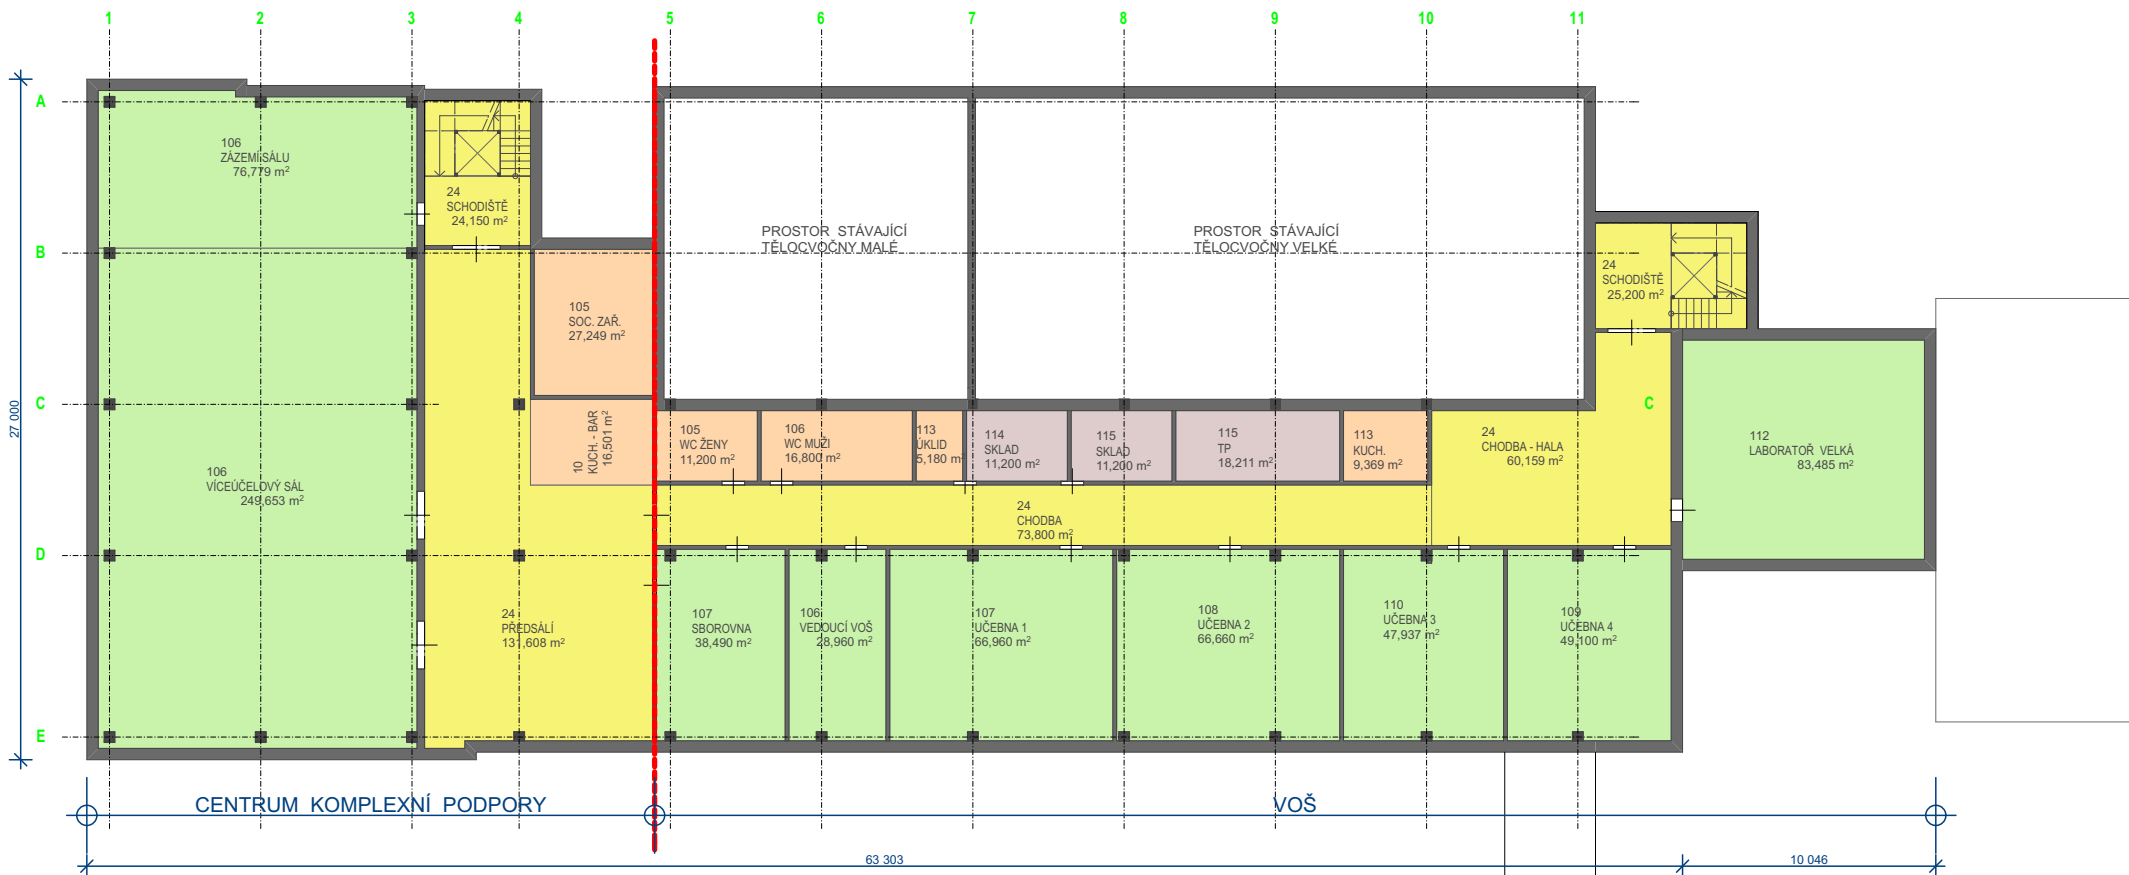 1 2 3 4 5 6 7 8 9 10 11
A
B
C
D
E
C
27 000
106
ZÁZEMÍ SÁLU
76,779 m²
24
SCHODIŠTĚ
24,150 m²
PROSTOR STÁVAJÍCÍ
TĚLOCVOČNY MALÉ
PROSTOR STÁVAJÍCÍ
TĚLOCVOČNY VELKÉ
24
SCHODIŠTĚ
25,200 m²
105
SOC. ZAŘ.
27,249 m²
10
KUCH. - BAR
16,501 m²
105
WC ŽENY
11,200 m²
106
WC MUŽI
16,800 m²
113
ÚKLID
5,180 m²
114
SKLAD
11,200 m²
115
SKLAD
11,200 m²
115
TP
18,211 m²
113
KUCH.
9,369 m²
24
CHODBA - HALA
60,159 m²
112
LABORATOŘ VELKÁ
83,485 m²
106
VÍCEÚČELOVÝ SÁL
249,653 m²
24
CHODBA
73,800 m²
24
PŘEDSÁLÍ
131,608 m²
107
SBOROVNA
38,490 m²
106
VEDOUCÍ VOŠ
28,960 m²
107
UČEBNA 1
66,960 m²
108
UČEBNA 2
66,660 m²
110
UČEBNA 3
47,937 m²
109
UČEBNA 4
49,100 m²
CENTRUM KOMPLEXNÍ PODPORY
VOŠ
63 303
10 046